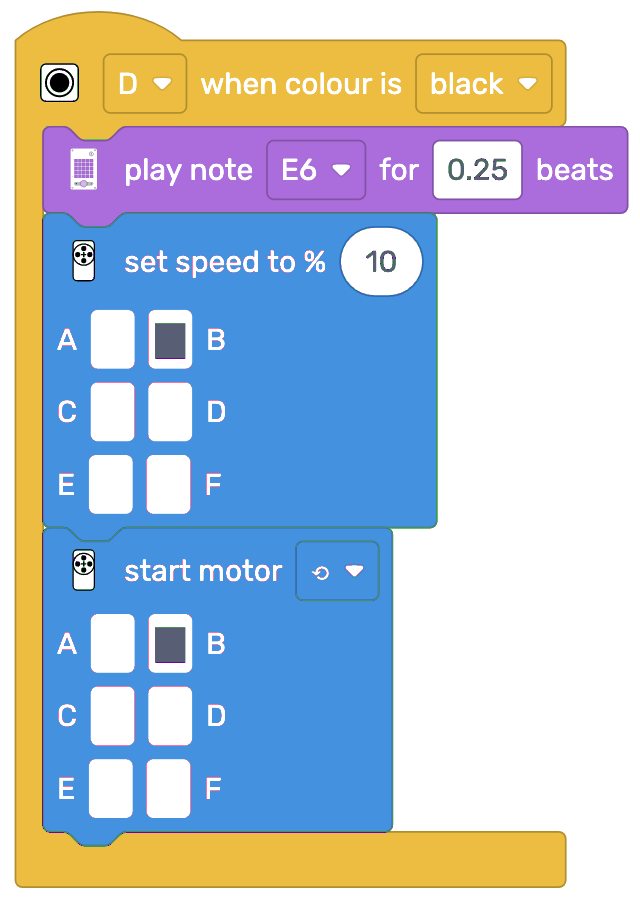 D when colour is black
play note E6 for 0.25 beats
set speed to % 10
A B
C D
E F
start motor
A B
C D
E F